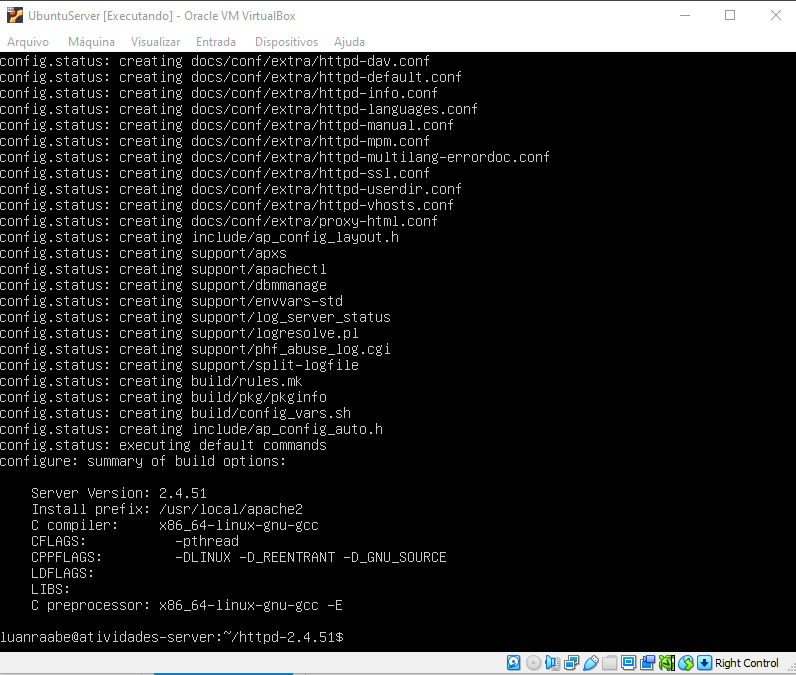 UbuntuServer [Executando] - Oracle VM VirtualBox
Arquivo Máquina Visualizar Entrada Dispositivos Ajuda
config.status: creating docs/conf/extra/httpd-dav.conf
config.status: creating docs/conf/extra/httpd-default.conf
config.status: creating docs/conf/extra/httpd-info.conf
config.status: creating docs/conf/extra/httpd-languages.conf
config.status: creating docs/conf/extra/httpd-manual.conf
config.status: creating docs/conf/extra/httpd-mpm.conf
config.status: creating docs/conf/extra/httpd-multilang-errordoc.conf
config.status: creating docs/conf/extra/httpd-ssl.conf
config.status: creating docs/conf/extra/httpd-userdir.conf
config.status: creating docs/conf/extra/httpd-vhosts.conf
config.status: creating docs/conf/extra/proxy-html.conf
config.status: creating include/ap_config_layout.h
config.status: creating support/apxs
config.status: creating support/apachectl
config.status: creating support/dbmmanage
config.status: creating support/envvars-std
config.status: creating support/log_server_status
config.status: creating support/logresolve.pl
config.status: creating support/phf_abuse_log.cgi
config.status: creating support/split-logfile
config.status: creating build/rules.mk
config.status: creating build/pkg/pkginfo
config.status: creating build/config_vars.sh
config.status: creating include/ap_config_auto.h
config.status: executing default commands
configure: summary of build options:
Server Version: 2.4.51
Install prefix: /usr/local/apache2
C compiler: x86_64-linux-gnu-gcc
CFLAGS: -pthread
CPPFLAGS: -DLINUX -D_REENTRANT -D_GNU_SOURCE
LDFLAGS:
LIBS:
C preprocessor: x86_64-linux-gnu-gcc -E
luanraabe@atividades-server:~/httpd-2.4.51$
Right Control